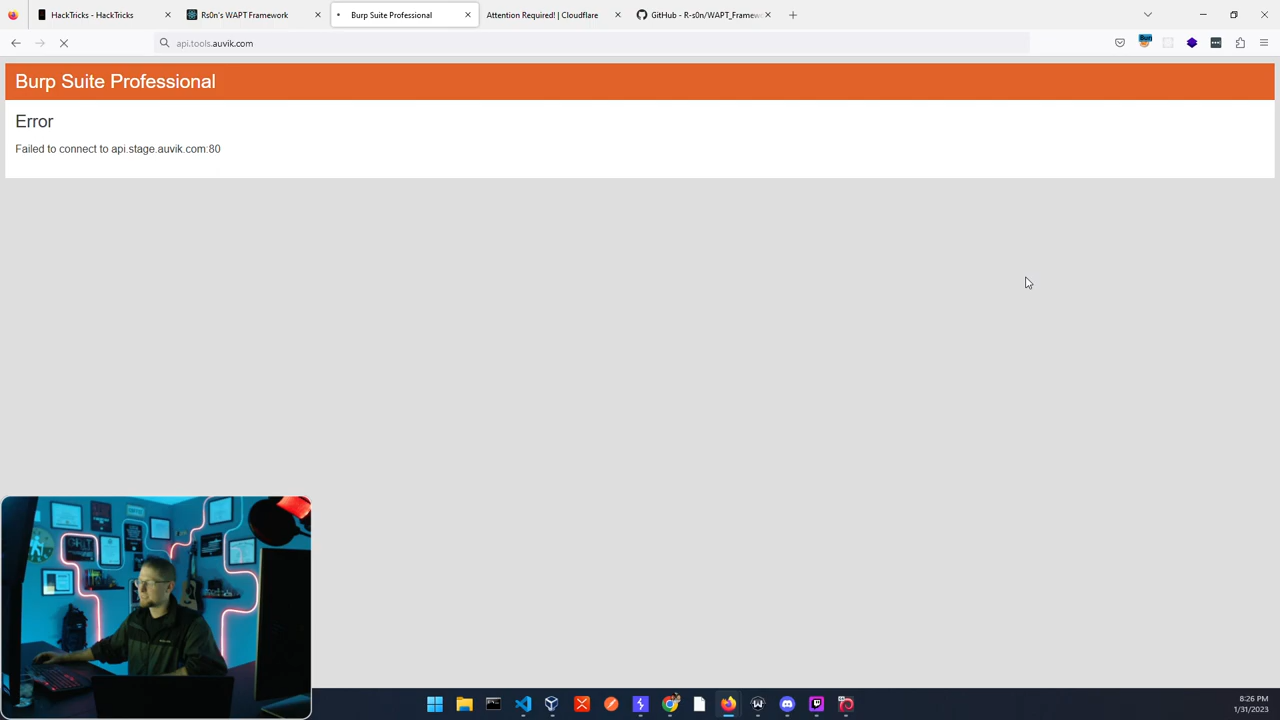 HackTricks - HackTricks
Rs0n's WAPT Framework
Burp Suite Professional
Attention Required! | Cloudflare
GitHub - R-s0n/WAPT_Framew
api.tools.auvik.com
Burp Suite Professional
Error
Failed to connect to api.stage.auvik.com:80
8:26 PM
1/31/2023